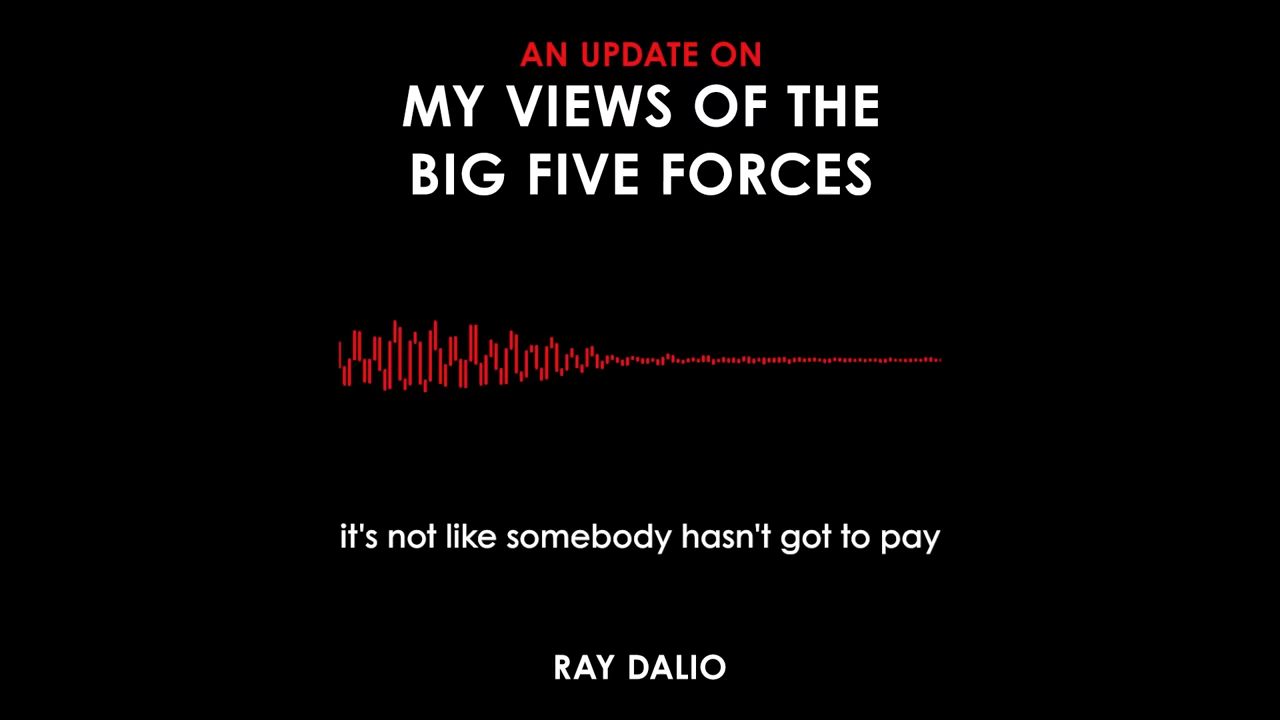 AN UPDATE ON
MY VIEWS OF THE
BIG FIVE FORCES
it's not like somebody hasn't got to pay
RAY DALIO